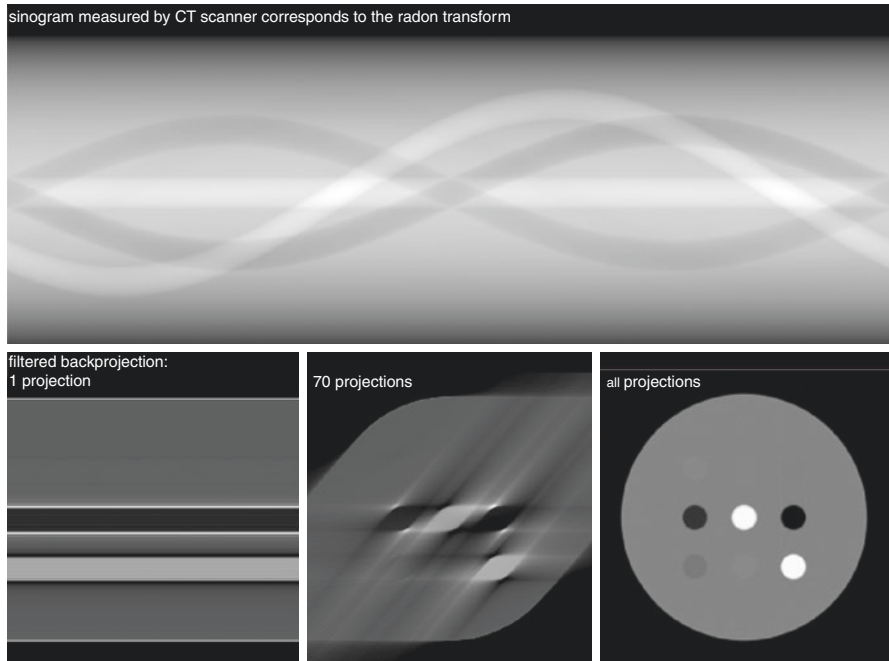 sinogram measured by CT scanner corresponds to the radon transform
filtered backprojection:
1 projection
70 projections
all projections